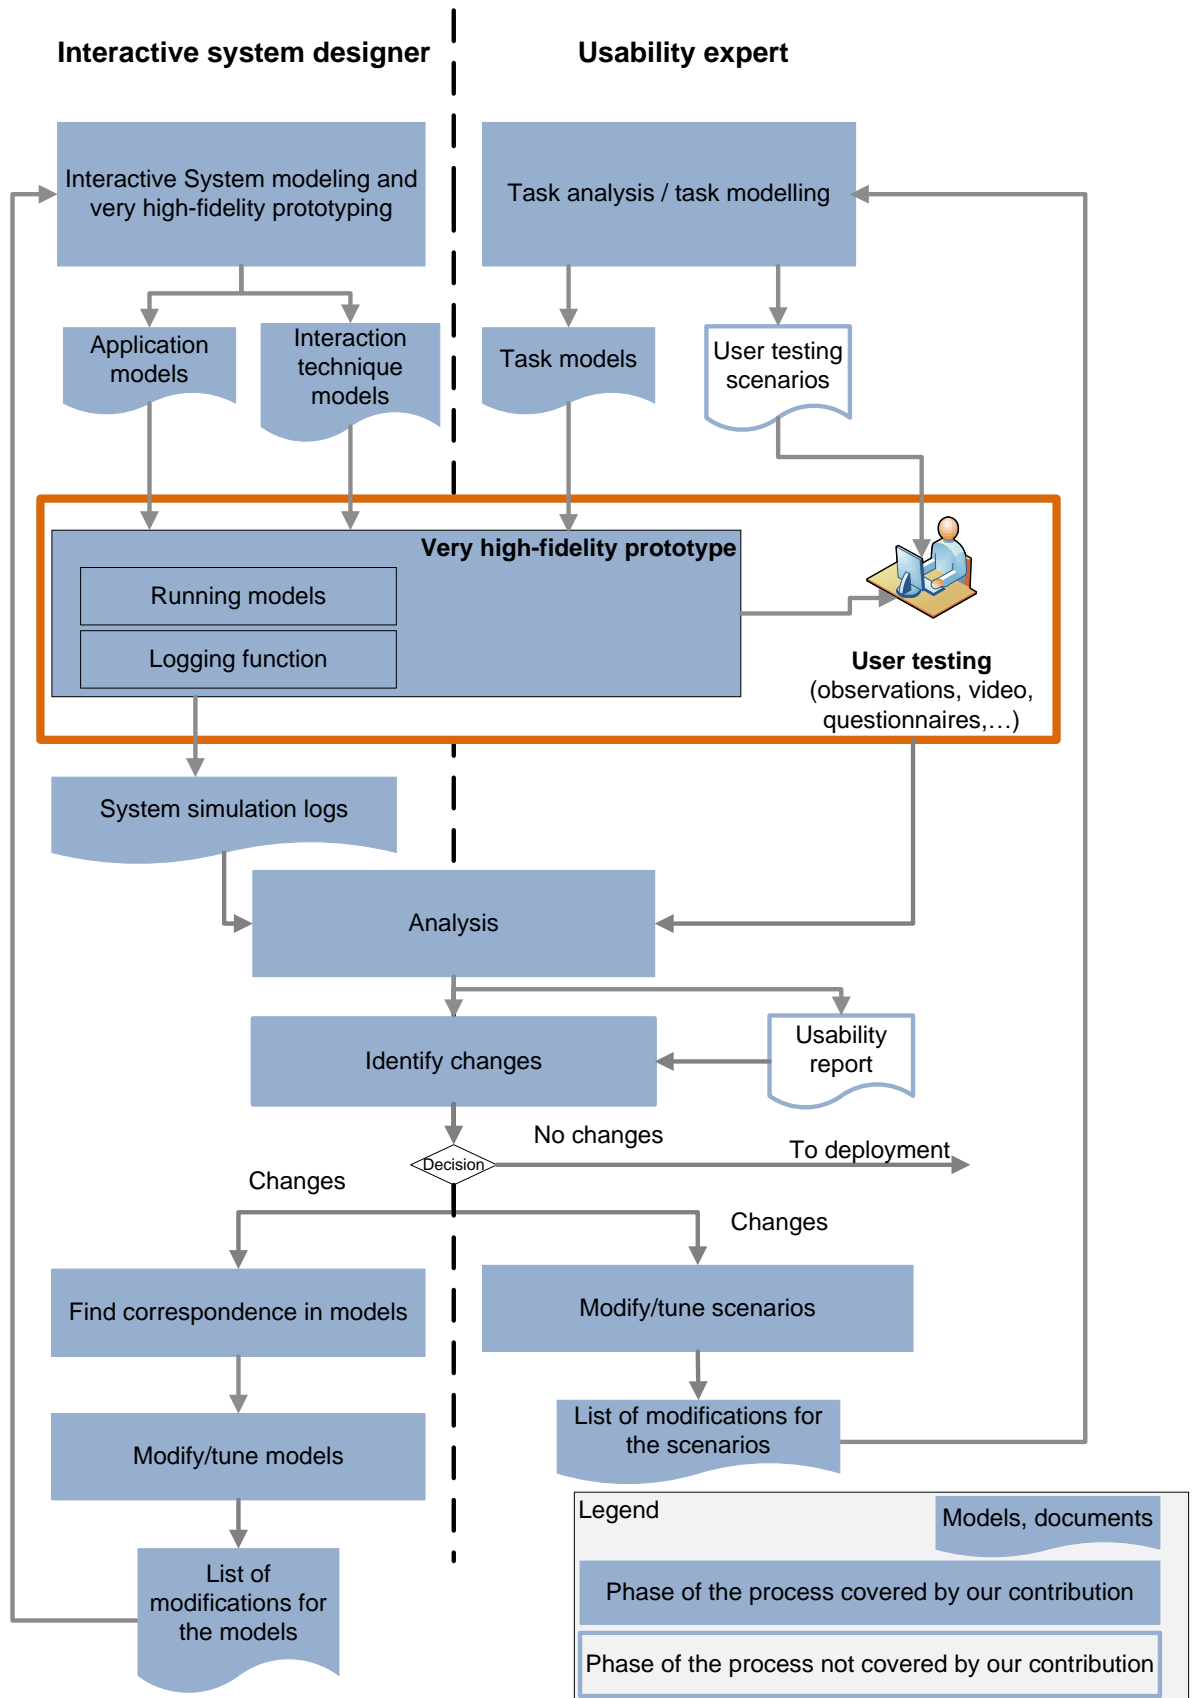 Interactive system designer
Usability expert
Interactive System modeling and
very high-fidelity prototyping
Task analysis / task modelling
Application
models
Interaction
technique
models
Task models
User testing
scenarios
Very high-fidelity prototype
Running models
Logging function
User testing
(observations, video,
questionnaires,…)
System simulation logs
Analysis
Identify changes
Usability
report
No changes
To deployment
Decision
Changes
Changes
Find correspondence in models
Modify/tune scenarios
Modify/tune models
List of modifications for
the scenarios
List of
modifications for
the models
Legend
Models, documents
Phase of the process covered by our contribution
Phase of the process not covered by our contribution